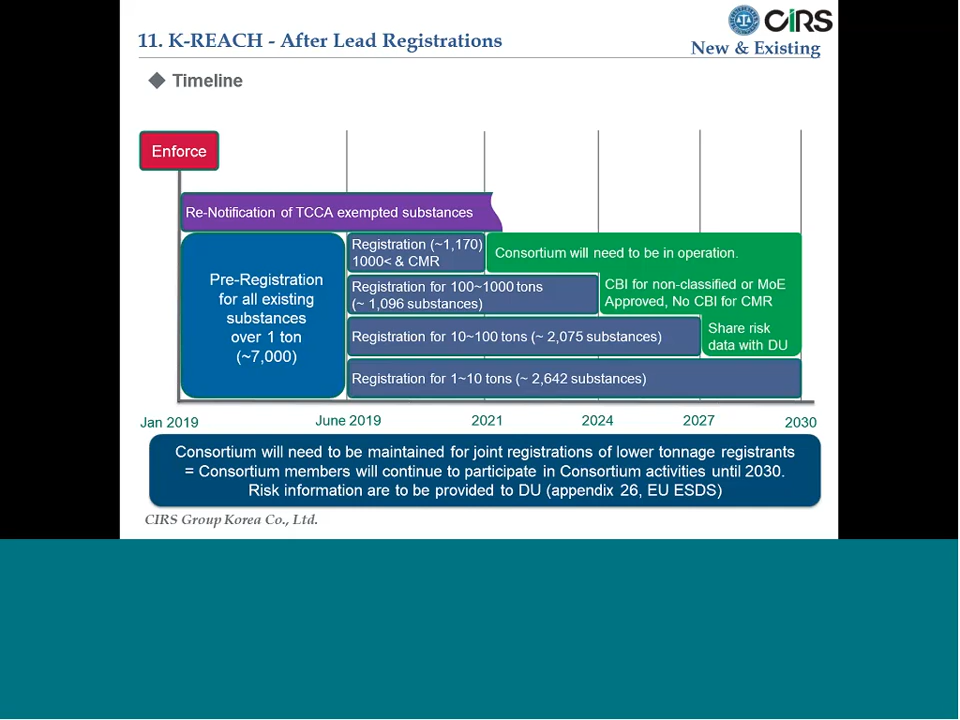 CIRS
11. K-REACH - After Lead Registrations
New & Existing
Timeline
Enforce
Re-Notification of TCCA exempted substances
Pre-Registration
for all existing
substances
over 1 ton
(~7,000)
Registration (~1,170)
1000< & CMR
Consortium will need to be in operation.
Registration for 100~1000 tons
(~ 1,096 substances)
CBI for non-classified or MoE
Approved, No CBI for CMR
Registration for 10~100 tons (~ 2,075 substances)
Share risk
data with DU
Registration for 1~10 tons (~ 2,642 substances)
Jan 2019
June 2019
2021
2024
2027
2030
Consortium will need to be maintained for joint registrations of lower tonnage registrants
= Consortium members will continue to participate in Consortium activities until 2030.
Risk information are to be provided to DU (appendix 26, EU ESDS)
CIRS Group Korea Co., Ltd.